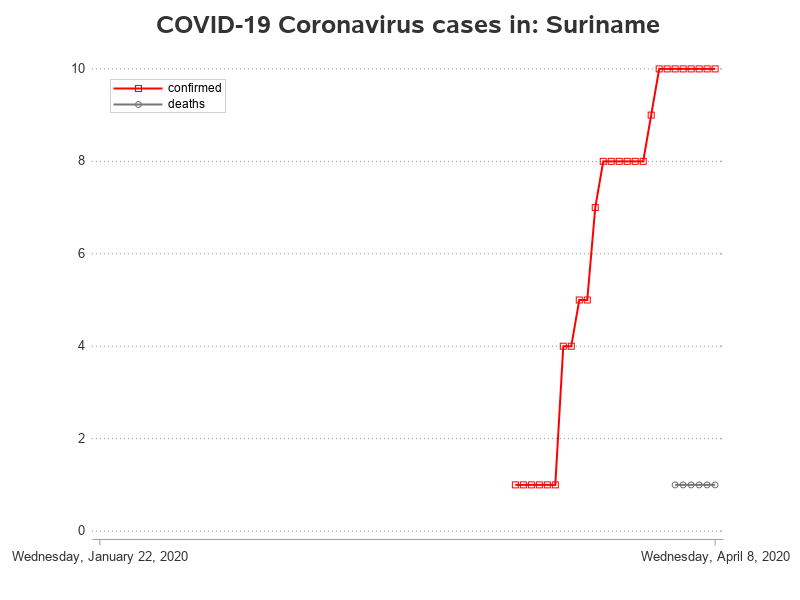 COVID-19 Coronavirus cases in: Suriname
10
confirmed
deaths
8
6
4
2
0
Wednesday, January 22, 2020 Wednesday, April 8, 2020